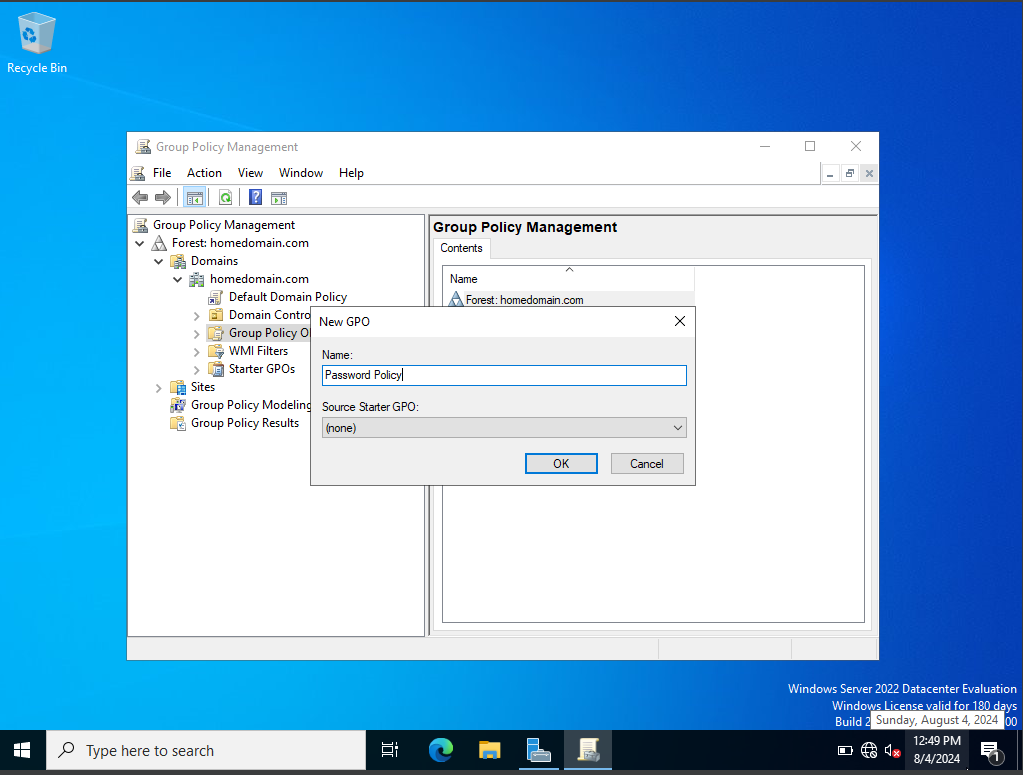 Recycle Bin
Group Policy Management
File Action View Window Help
Group Policy Management
Forest: homedomain.com
Domains
homedomain.com
Default Domain Policy
Domain Contro
Group Policy O
WMI Filters
Starter GPOs
Sites
Group Policy Modeling
Group Policy Results
Group Policy Management
Contents
Name
Forest: homedomain.com
New GPO
Name:
Password Policy
Source Starter GPO:
(none)
OK Cancel
Windows Server 2022 Datacenter Evaluation
Windows License valid for 180 days
Build 2
00
Sunday, August 4, 2024
Type here to search
12:49 PM
8/4/2024
1